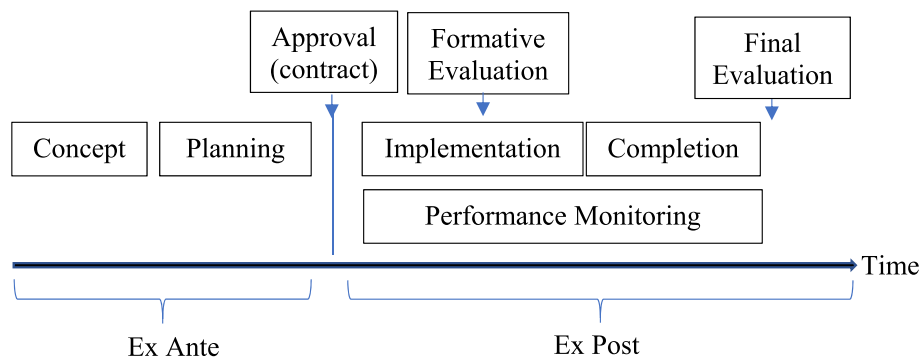 Approval
(contract)
Formative
Evaluation
Final
Evaluation
Concept
Planning
Implementation
Completion
Performance Monitoring
Time
Ex Ante
Ex Post